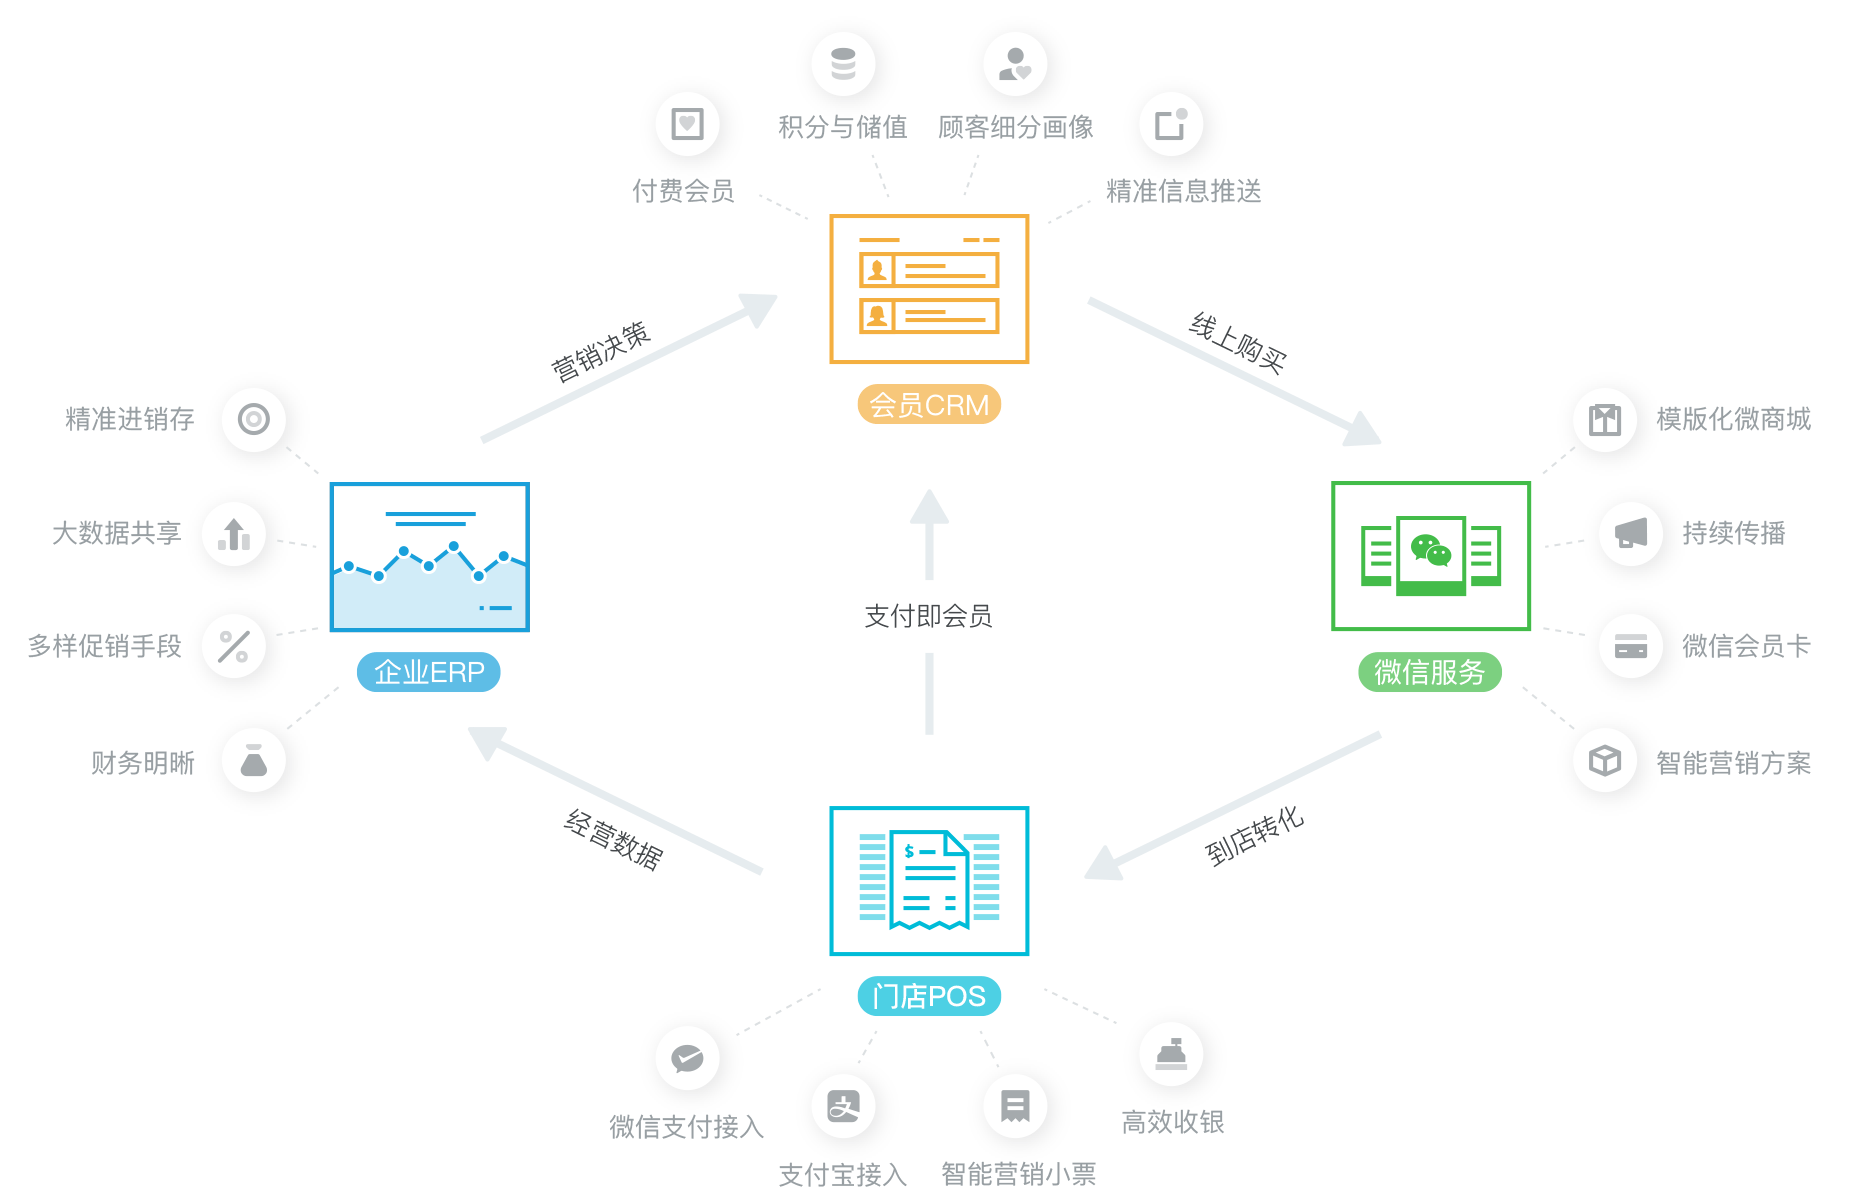 积分与储值
顾客细分画像
付费会员
精准信息推送
会员CRM
营销决策
线上购买
精准进销存
大数据共享
多样促销手段
财务明晰
企业ERP
支付即会员
模版化微商城
持续传播
微信会员卡
智能营销方案
微信服务
经营数据
到店转化
$
门店POS
微信支付接入
支付宝接入
智能营销小票
高效收银
支